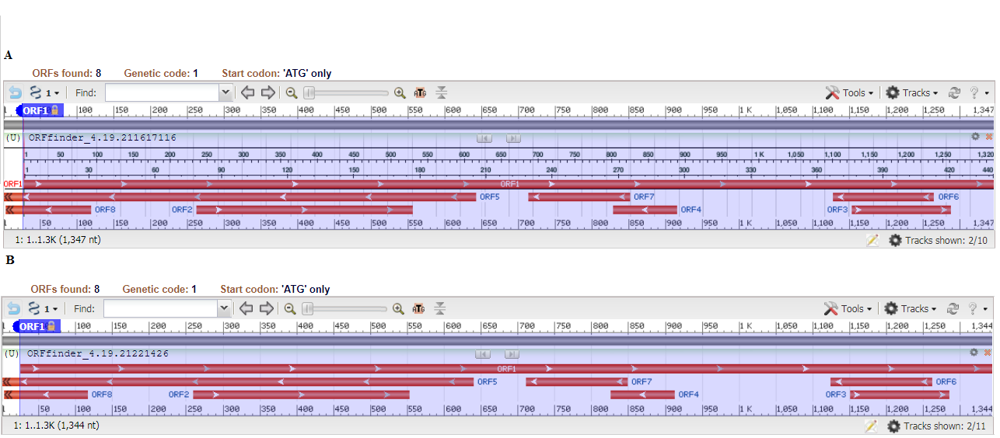 A
ORFs found: 8 Genetic code: 1 Start codon: 'ATG' only
1 Find: Tools Tracks ?
1 ORF1 100 150 200 250 300 350 400 450 500 550 600 650 700 750 800 850 900 950 1 K 1,050 1,100 1,150 1,200 1,250 1,347
(U) ORFfinder_4.19.211617116
1 50 100 150 200 250 300 350 400 450 500 550 600 650 700 750 800 850 900 950 1 K 1,050 1,100 1,150 1,200 1,250 1,320
1 30 60 90 120 150 180 210 240 270 300 330 360 390 420 440
ORF1 ORF1
ORF5 ORF7 ORF6
ORF8 ORF2 ORF4 ORF3
50 100 150 200 250 300 350 400 450 500 550 600 650 700 750 800 850 900 950 1 K 1,050 1,100 1,150 1,200 1,250 1,347
1: 1..1.3K (1,347 nt) Tracks shown: 2/10
B
ORFs found: 8 Genetic code: 1 Start codon: 'ATG' only
1 Find: Tools Tracks ?
1 ORF1 100 150 200 250 300 350 400 450 500 550 600 650 700 750 800 850 900 950 1 K 1,050 1,100 1,150 1,200 1,250 1,344
(U) ORFfinder_4.19.21221426
ORF1
ORF5 ORF7 ORF6
ORF8 ORF2 ORF4 ORF3
50 100 150 200 250 300 350 400 450 500 550 600 650 700 750 800 850 900 950 1 K 1,050 1,100 1,150 1,200 1,250 1,344
1: 1..1.3K (1,344 nt) Tracks shown: 2/11